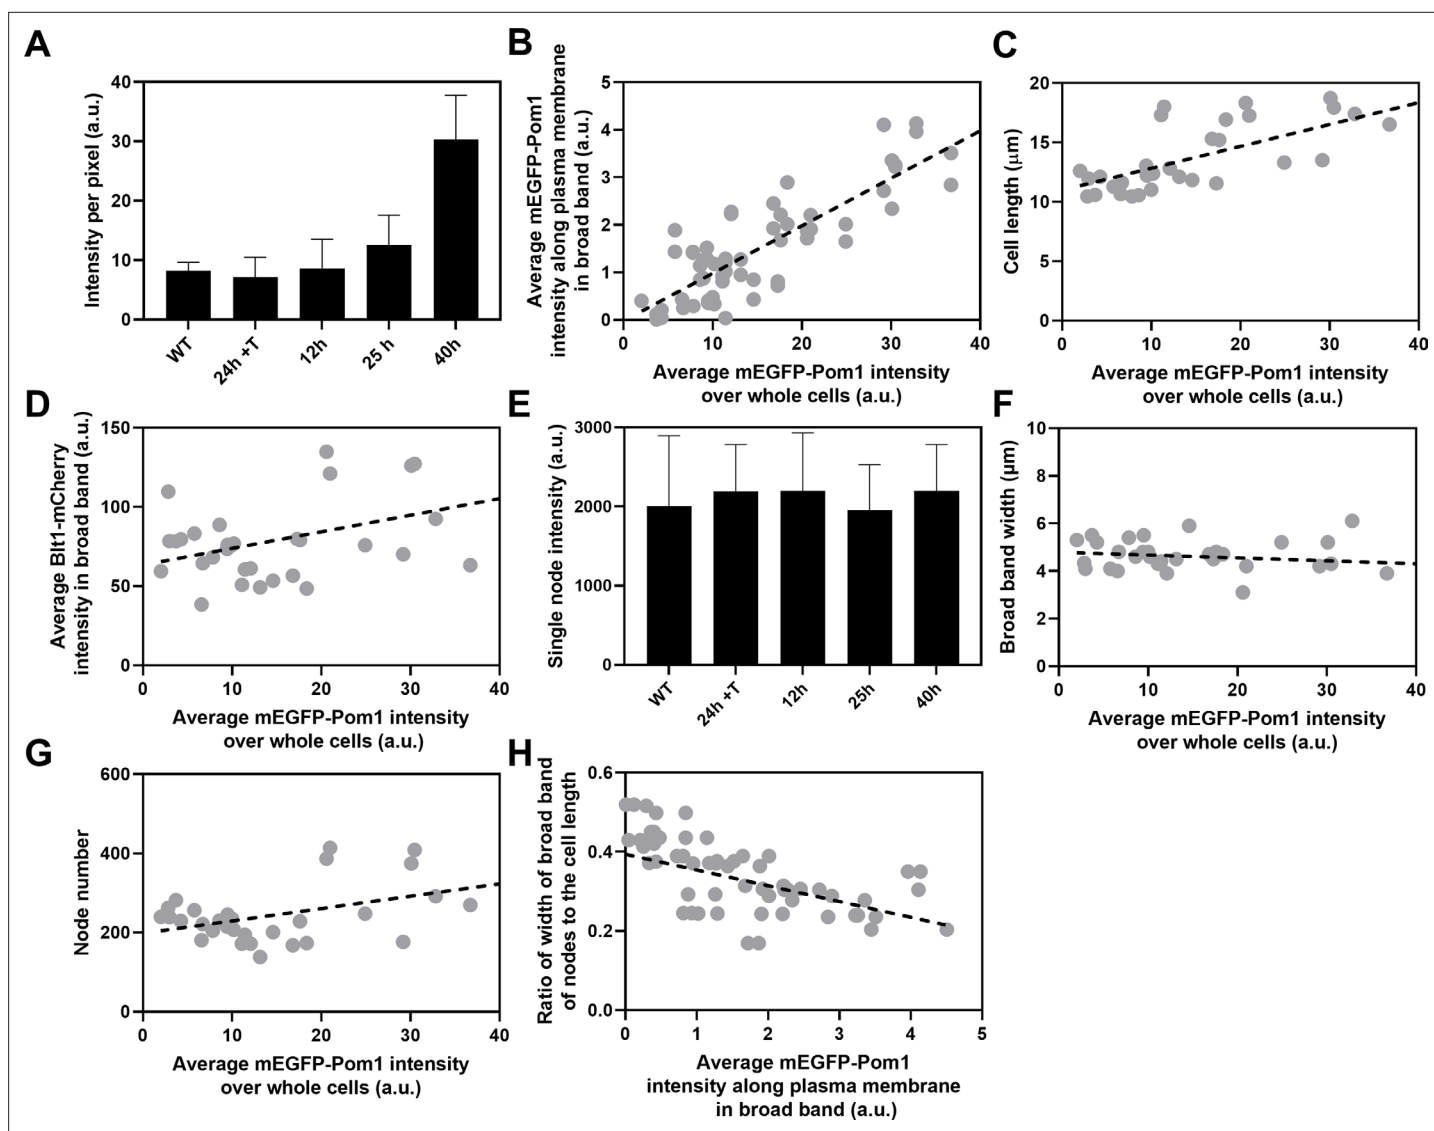 A
Intensity per pixel (a.u.)
40
30
20
10
0
WT
24h +T
12h
25 h
40h
B
Average mEGFP-Pom1
intensity along plasma membrane
in broad band (a.u.)
5
4
3
2
1
0
0 10 20 30 40
Average mEGFP-Pom1 intensity
over whole cells (a.u.)
C
Cell length (μm)
20
15
10
5
0
0 10 20 30 40
Average mEGFP-Pom1 intensity
over whole cells (a.u.)
D
Average Blt1-mCherry
intensity in broad band (a.u.)
150
100
50
0
0 10 20 30 40
Average mEGFP-Pom1 intensity
over whole cells (a.u.)
E
Single node intensity (a.u.)
3000
2000
1000
0
WT
24h +T
12h
25h
40h
F
Broad band width (μm)
10
8
6
4
2
0
0 10 20 30 40
Average mEGFP-Pom1 intensity
over whole cells (a.u.)
G
Node number
600
400
200
0
0 10 20 30 40
Average mEGFP-Pom1 intensity
over whole cells (a.u.)
H
Ratio of width of broad band
of nodes to the cell length
0.6
0.4
0.2
0.0
0 1 2 3 4 5
Average mEGFP-Pom1
intensity along plasma membrane
in broad band (a.u.)